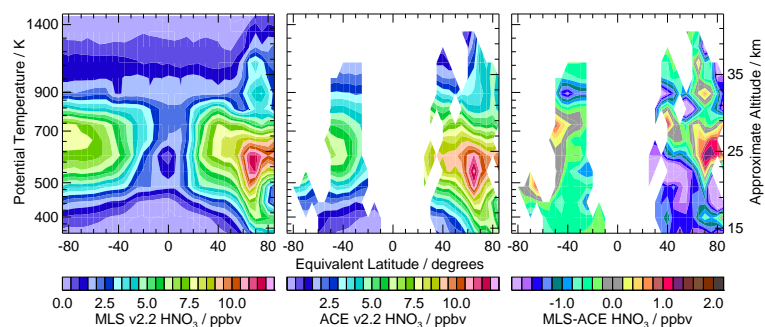 1400
900
700
500
400
Potential Temperature / K
35
25
15
Approximate Altitude / km
-80 -40 0 40 80 -80 -40 0 40 80 -80 -40 0 40 80
Equivalent Latitude / degrees
0.0 2.5 5.0 7.5 10.0 2.5 5.0 7.5 10.0 -1.0 0.0 1.0 2.0
MLS v2.2 HNO3 / ppbv ACE v2.2 HNO3 / ppbv MLS-ACE HNO3 / ppbv